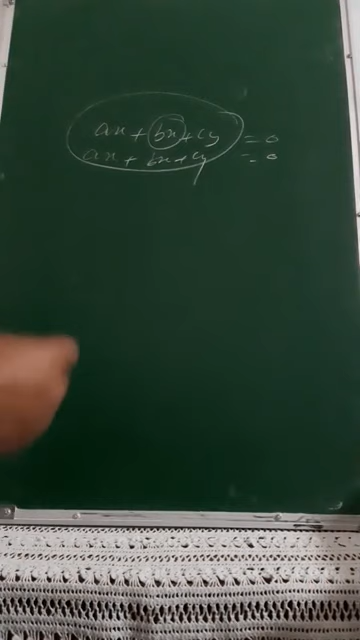 ax + bx + cy = 0
ax + bx + cy = 0